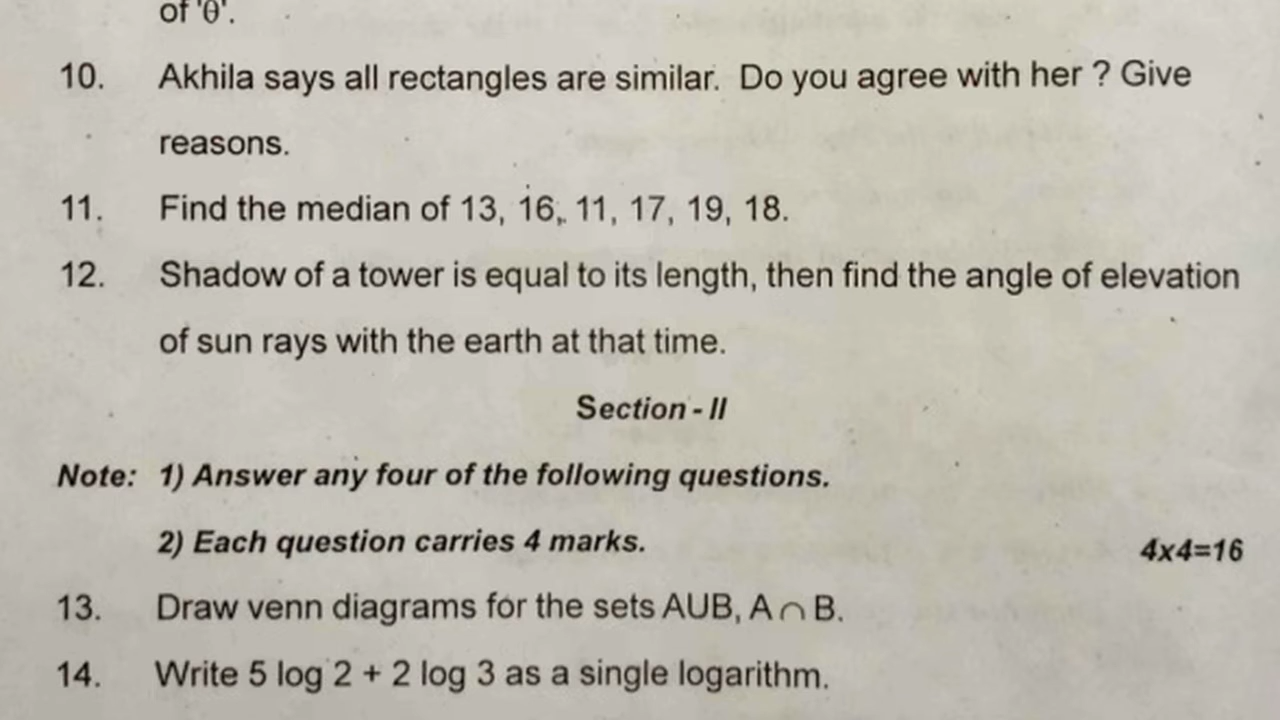 of 'θ'.
10. Akhila says all rectangles are similar. Do you agree with her ? Give
reasons.
11. Find the median of 13, 16, 11, 17, 19, 18.
12. Shadow of a tower is equal to its length, then find the angle of elevation
of sun rays with the earth at that time.
Section - II
Note: 1) Answer any four of the following questions.
2) Each question carries 4 marks. 4x4=16
13. Draw venn diagrams for the sets AUB, A∩B.
14. Write 5 log 2 + 2 log 3 as a single logarithm.